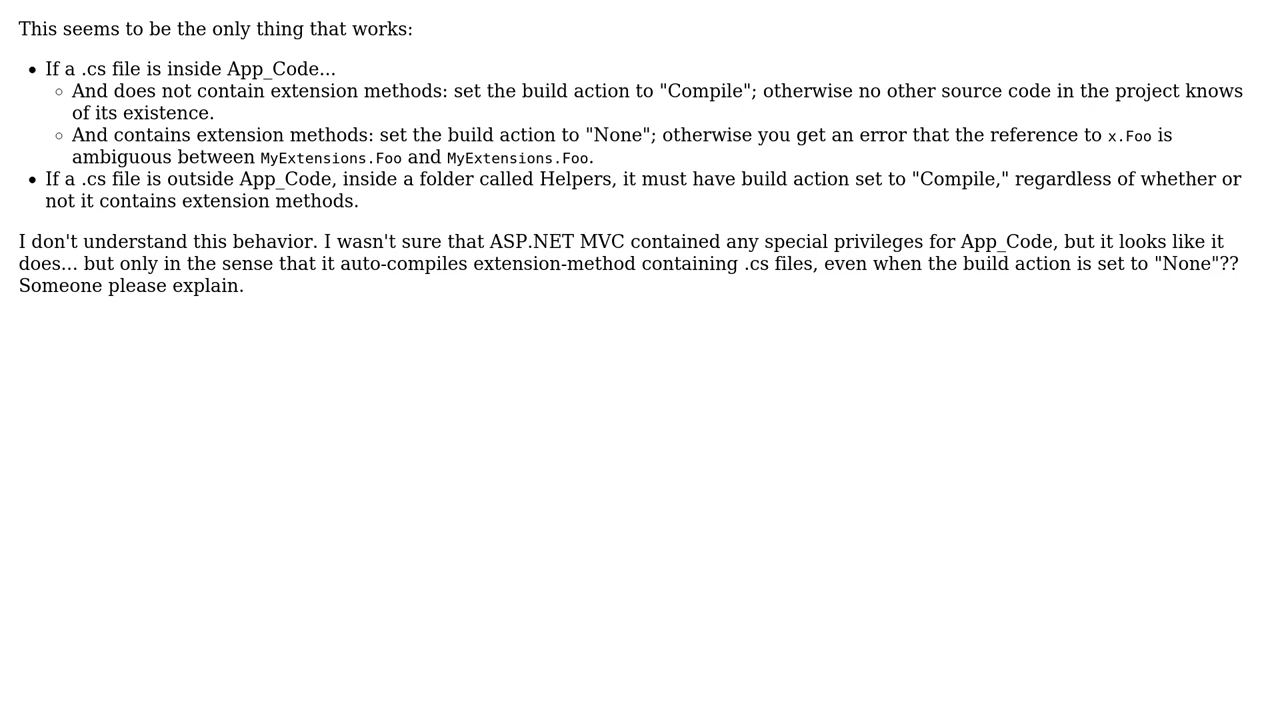 This seems to be the only thing that works:
• If a .cs file is inside App_Code...
◦ And does not contain extension methods: set the build action to "Compile"; otherwise no other source code in the project knows
of its existence.
◦ And contains extension methods: set the build action to "None"; otherwise you get an error that the reference to x.Foo is
ambiguous between MyExtensions.Foo and MyExtensions.Foo.
• If a .cs file is outside App_Code, inside a folder called Helpers, it must have build action set to "Compile," regardless of whether or
not it contains extension methods.
I don't understand this behavior. I wasn't sure that ASP.NET MVC contained any special privileges for App_Code, but it looks like it
does... but only in the sense that it auto-compiles extension-method containing .cs files, even when the build action is set to "None"??
Someone please explain.